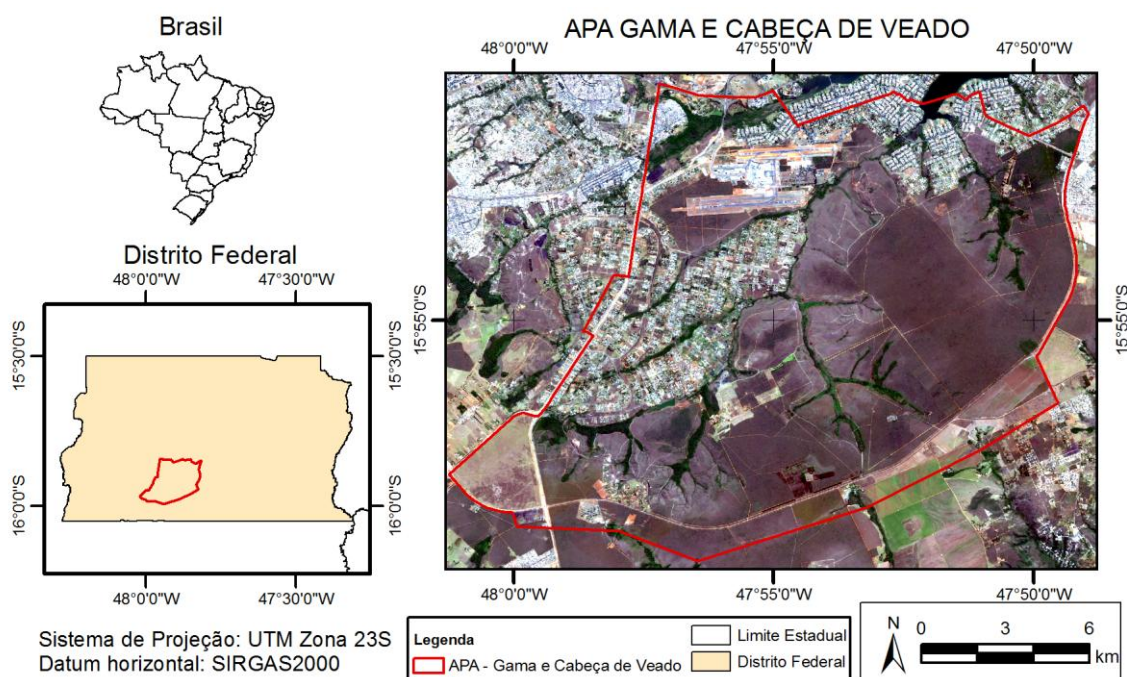 Brasil
APA GAMA E CABEÇA DE VEADO
48°0'0"W
47°55'0"W
47°50'0"W
Distrito Federal
48°0'0"W
47°30'0"W
15°30'0"S
15°30'0"S
16°0'0"S
16°0'0"S
15°55'0"S
15°55'0"S
48°0'0"W
47°30'0"W
48°0'0"W
47°55'0"W
47°50'0"W
Sistema de Projeção: UTM Zona 23S
Datum horizontal: SIRGAS2000
Legenda
APA - Gama e Cabeça de Veado
Limite Estadual
Distrito Federal
N
0 3 6
km